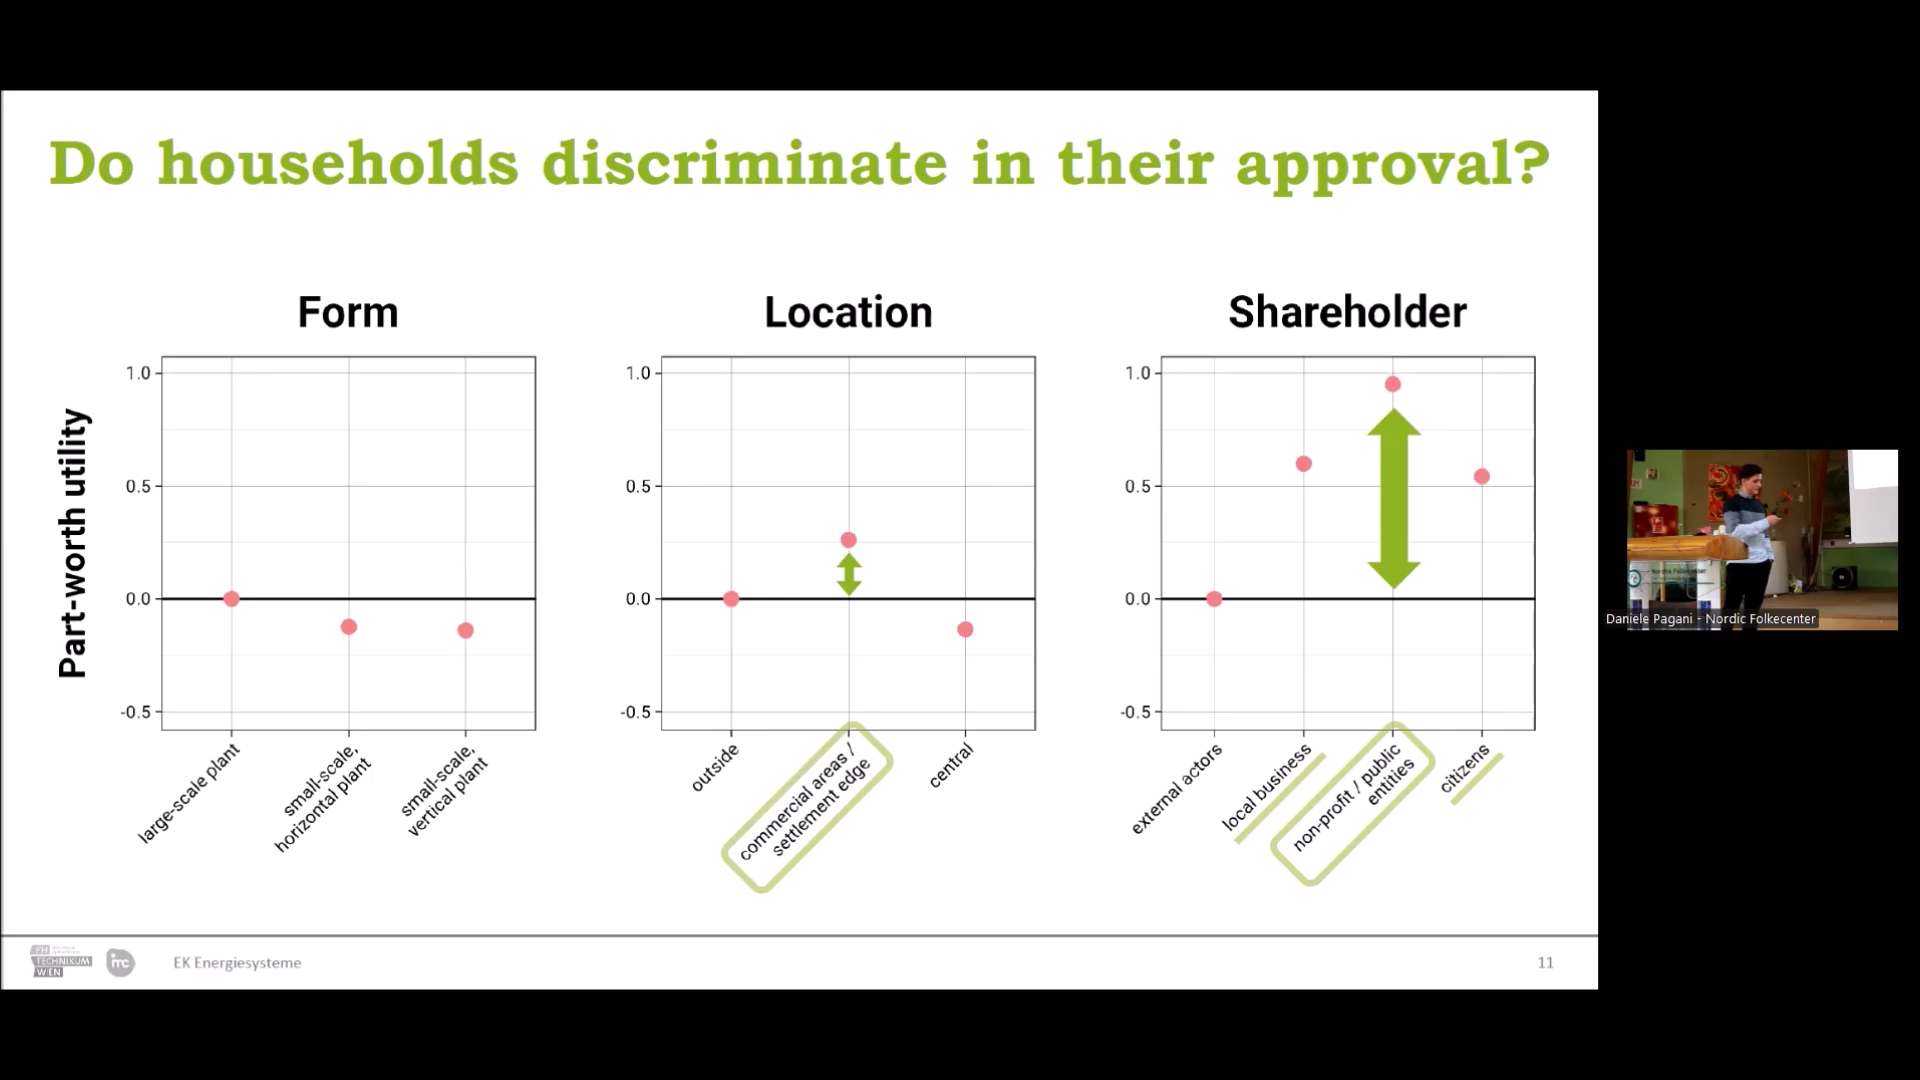 Do households discriminate in their approval?
Form
Location
Shareholder
Part-worth utility
1.0
0.5
0.0
-0.5
large-scale plant
small-scale,
horizontal plant
small-scale,
vertical plant
1.0
0.5
0.0
-0.5
outside
commercial areas /
settlement edge
central
1.0
0.5
0.0
-0.5
external actors
local business
non-profit / public
entities
citizens
Daniele Pagani - Nordic Folkecenter
FH
TECHNIKUM
WIEN
EK Energiesysteme
11